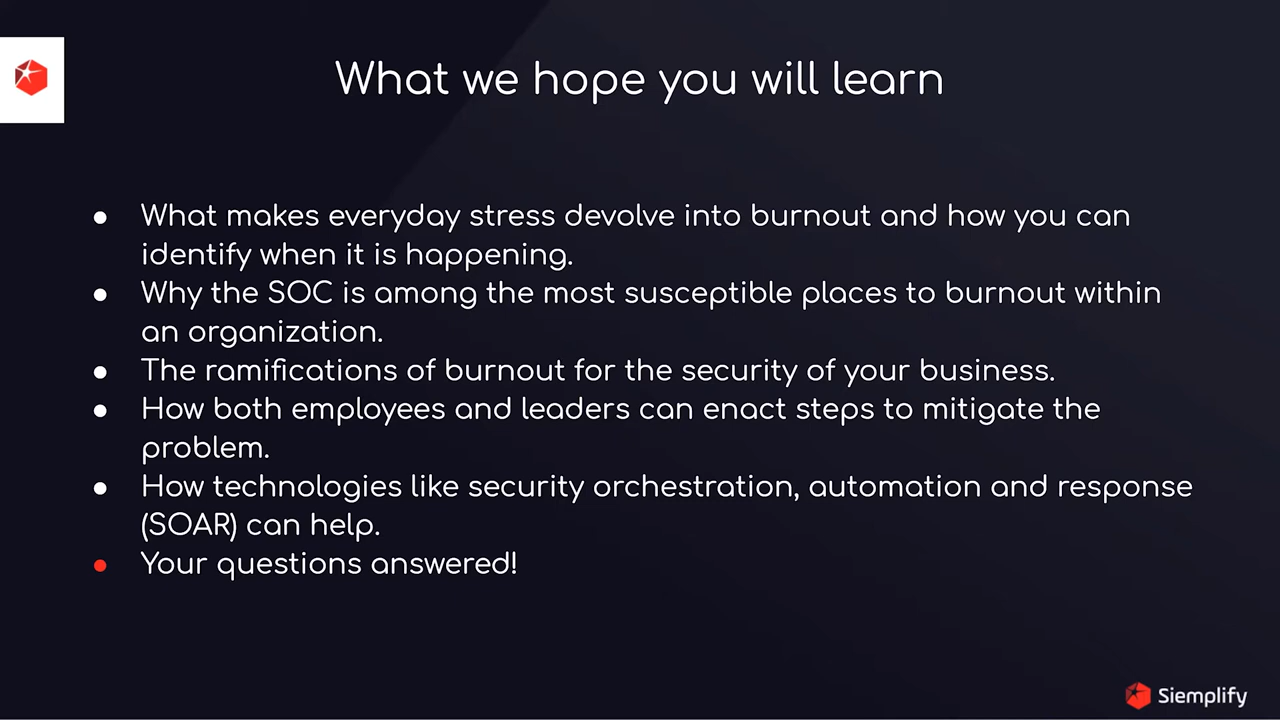 What we hope you will learn
● What makes everyday stress devolve into burnout and how you can
identify when it is happening.
● Why the SOC is among the most susceptible places to burnout within
an organization.
● The ramifications of burnout for the security of your business.
● How both employees and leaders can enact steps to mitigate the
problem.
● How technologies like security orchestration, automation and response
(SOAR) can help.
● Your questions answered!
Siemplify